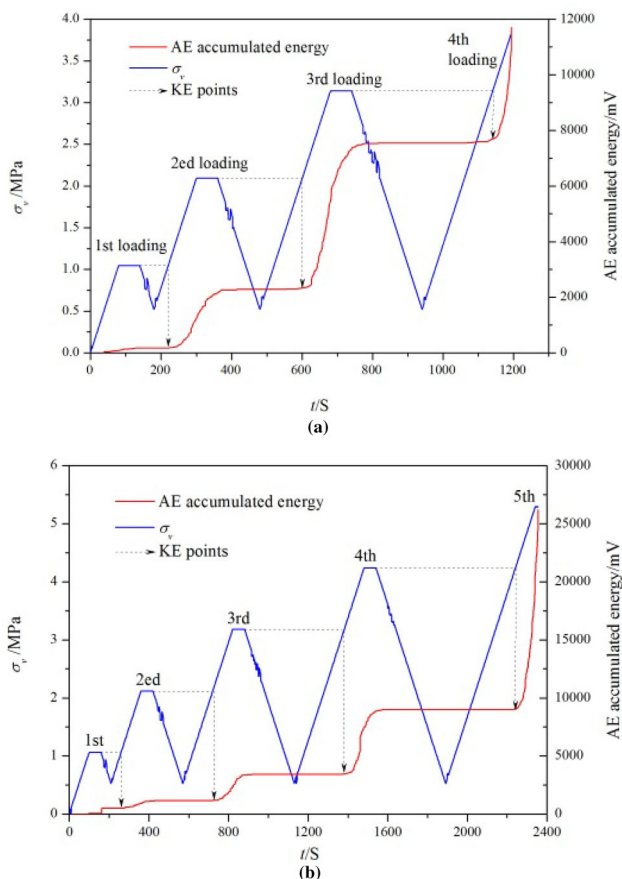 4.0
3.5
3.0
2.5
2.0
1.5
1.0
0.5
0.0
σv /MPa
AE accumulated energy
σv
KE points
1st loading
2ed loading
3rd loading
4th
loading
12000
10000
8000
6000
4000
2000
0
AE accumulated energy/mV
0 200 400 600 800 1000 1200
t/S
(a)
6
5
4
3
2
1
0
σv /MPa
AE accumulated energy
σv
KE points
1st
2ed
3rd
4th
5th
30000
25000
20000
15000
10000
5000
0
AE accumulated energy/mV
0 400 800 1200 1600 2000 2400
t/S
(b)